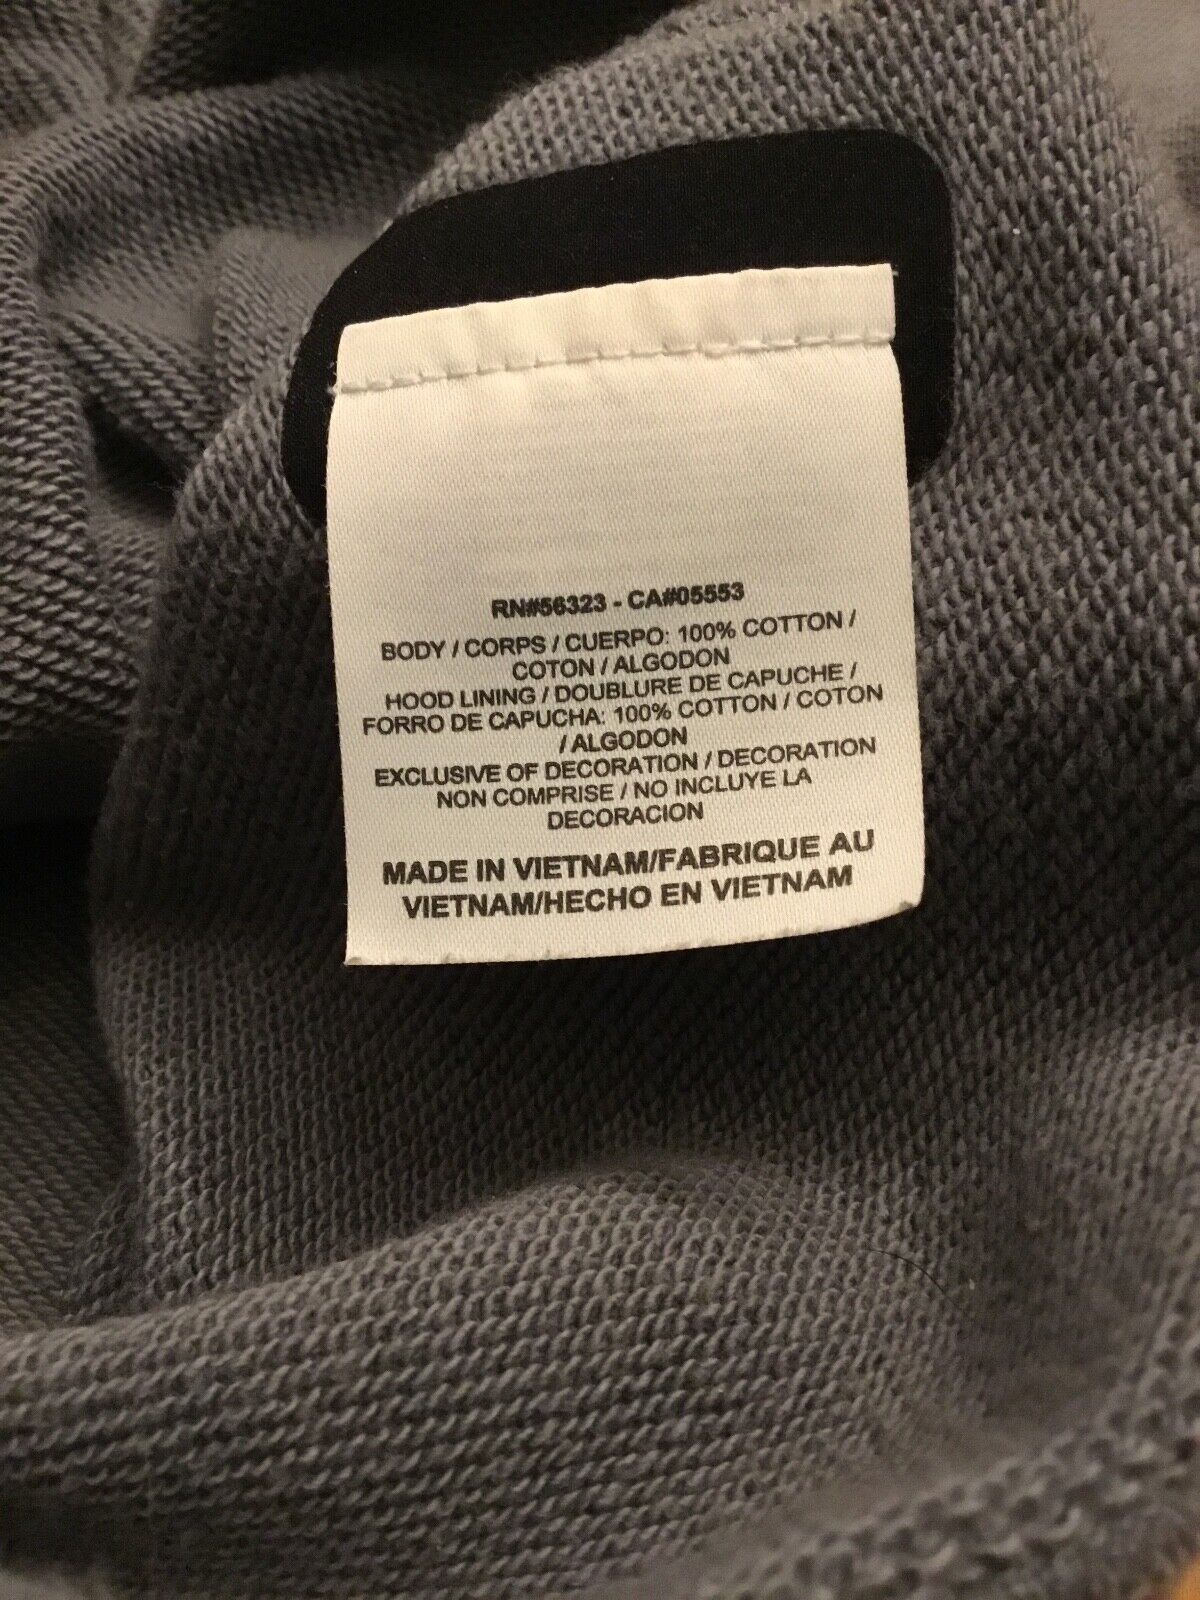 RN#56323 - CA#05553
BODY / CORPS / CUERPO: 100% COTTON /
COTON / ALGODON
HOOD LINING / DOUBLURE DE CAPUCHE /
FORRO DE CAPUCHA: 100% COTTON / COTON
/ ALGODON
EXCLUSIVE OF DECORATION / DECORATION
NON COMPRISE / NO INCLUYE LA
DECORACION
MADE IN VIETNAM/FABRIQUE AU
VIETNAM/HECHO EN VIETNAM